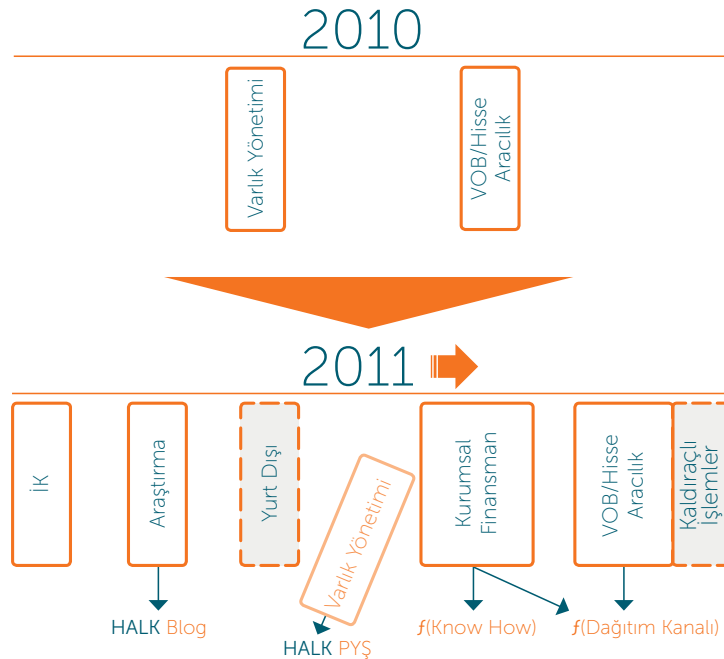 2010
Varlık Yönetimi
VOB/Hisse
Aracılık
2011
İK
Araştırma
Yurt Dışı
Varlık Yönetimi
Kurumsal
Finansman
VOB/Hisse
Aracılık
Kaldıraçlı
İşlemler
HALK Blog
HALK PYŞ
f(Know How)
f(Dağıtım Kanalı)